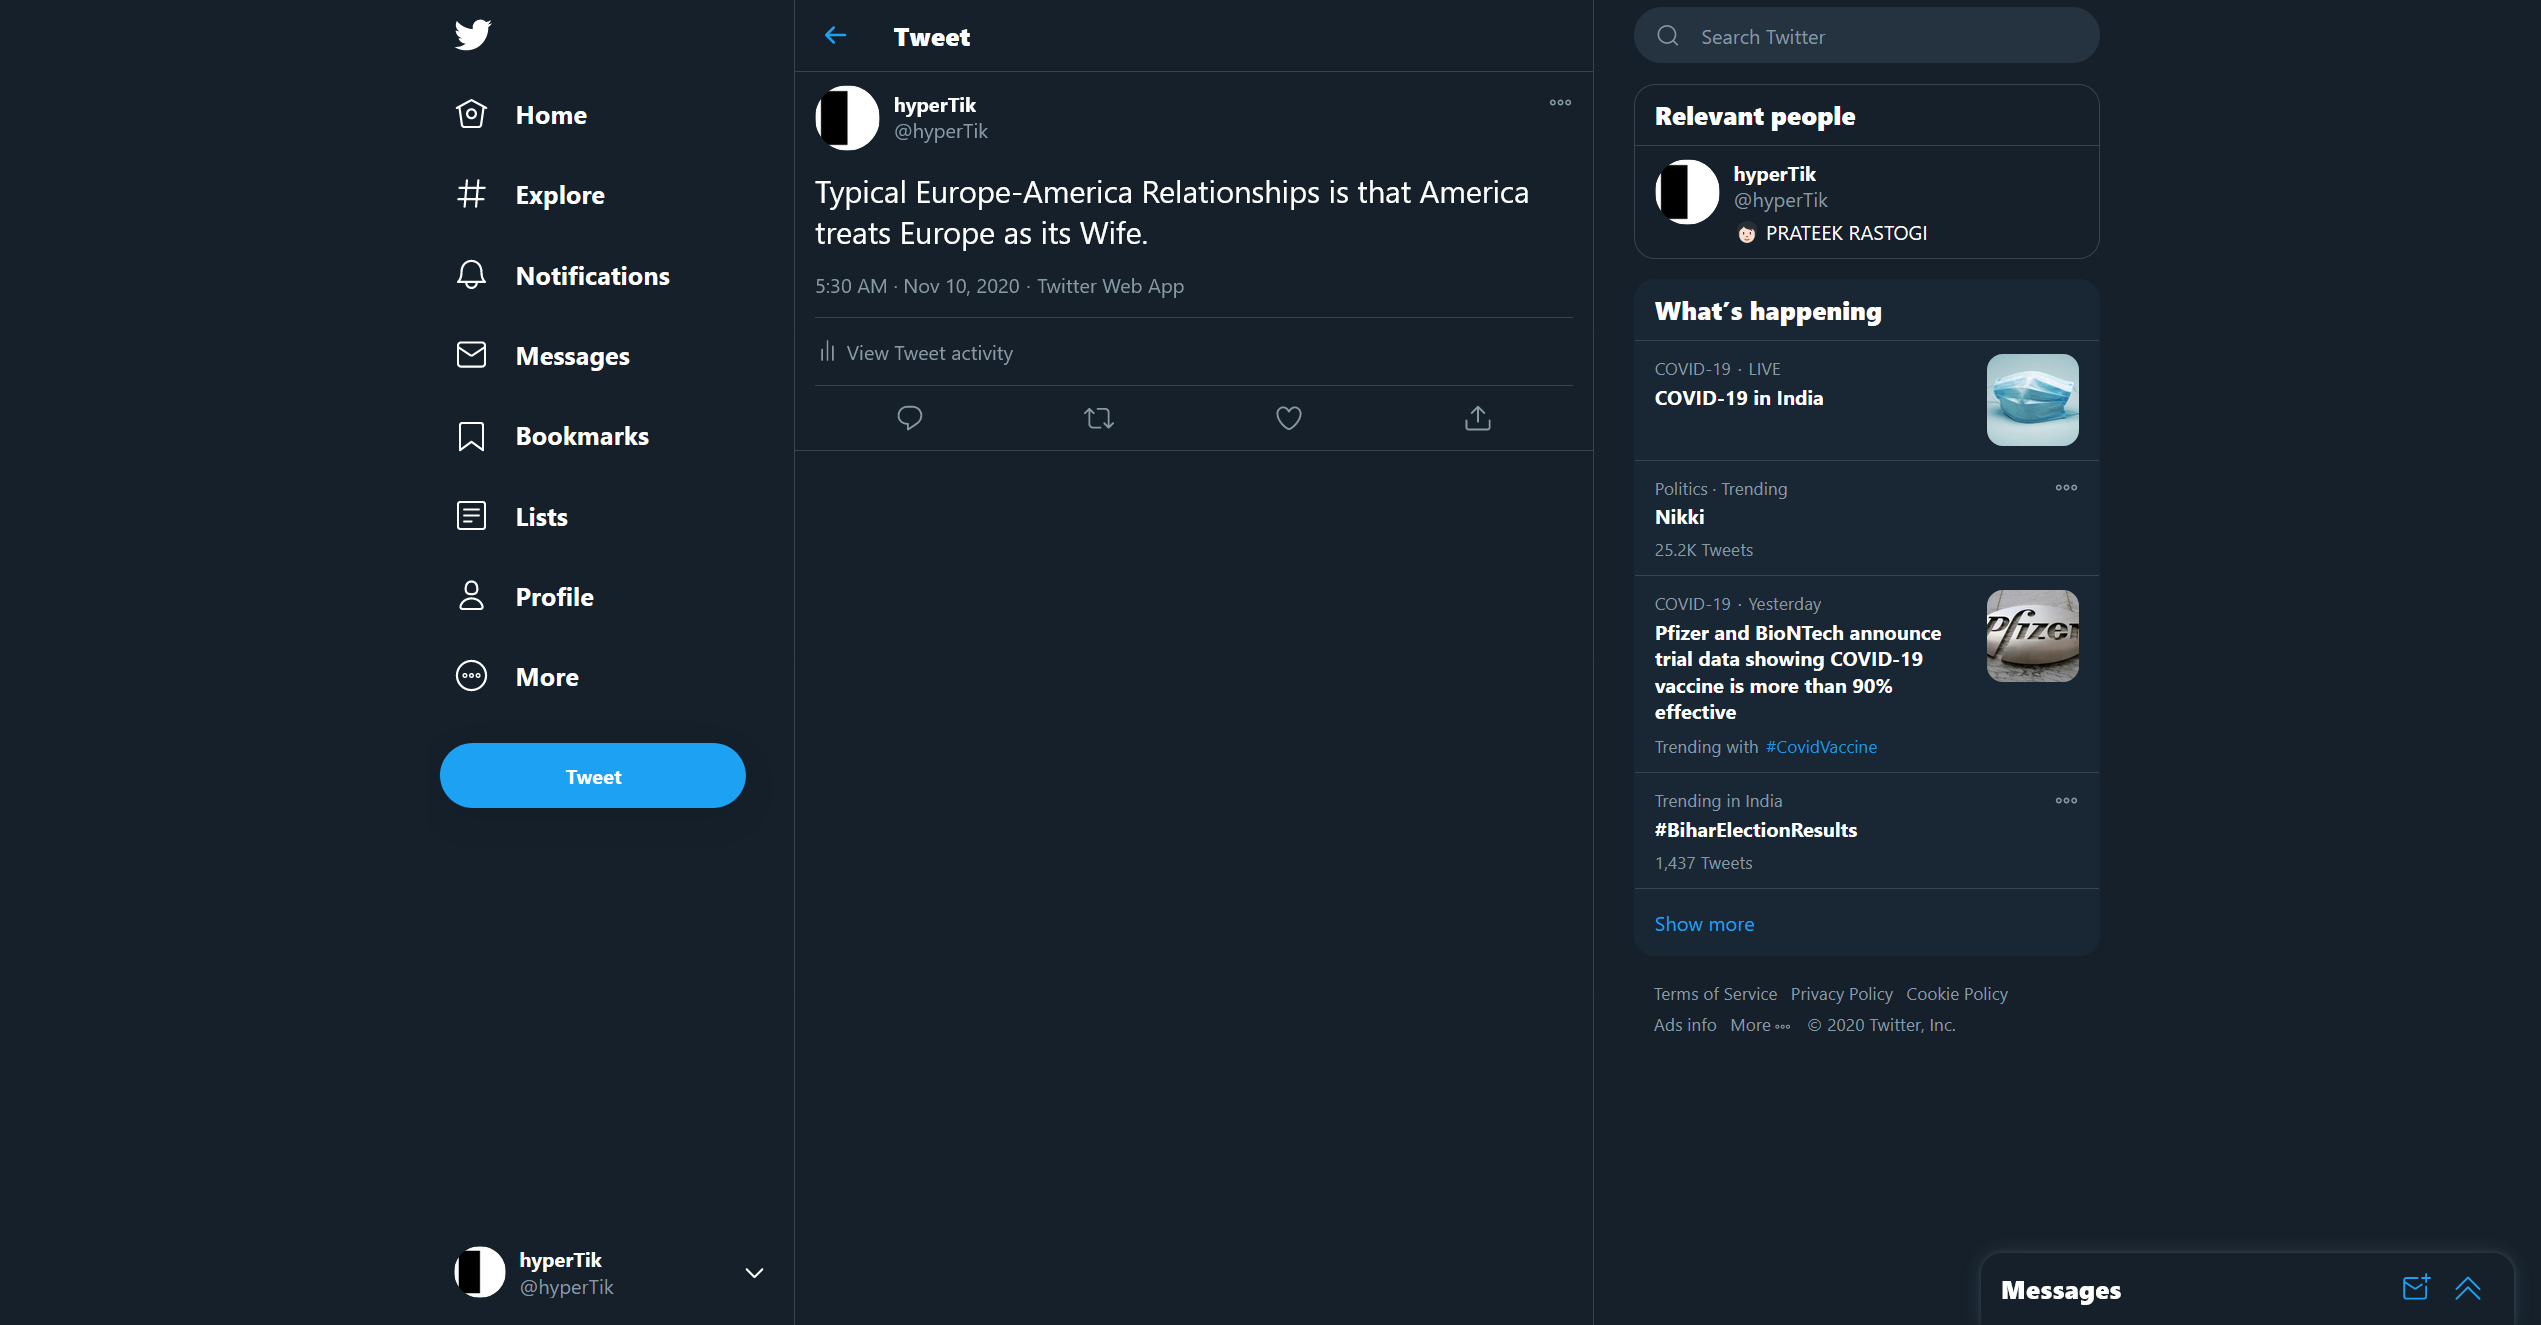 Home
Explore
Notifications
Messages
Bookmarks
Lists
Profile
More
Tweet
hyperTik
@hyperTik
Tweet
hyperTik
@hyperTik
Typical Europe-America Relationships is that America
treats Europe as its Wife.
5:30 AM · Nov 10, 2020 · Twitter Web App
View Tweet activity
Search Twitter
Relevant people
hyperTik
@hyperTik
PRATEEK RASTOGI
What’s happening
COVID-19 · LIVE
COVID-19 in India
Politics · Trending
Nikki
25.2K Tweets
COVID-19 · Yesterday
Pfizer and BioNTech announce
trial data showing COVID-19
vaccine is more than 90%
effective
Pfizer
Trending with #CovidVaccine
Trending in India
#BiharElectionResults
1,437 Tweets
Show more
Terms of Service Privacy Policy Cookie Policy
Ads info More © 2020 Twitter, Inc.
Messages